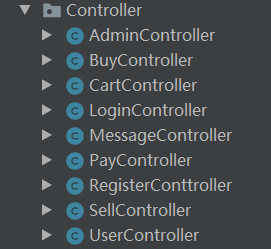 Controller
AdminController
BuyController
CartController
LoginController
MessageController
PayController
RegisterConttroller
SellController
UserController